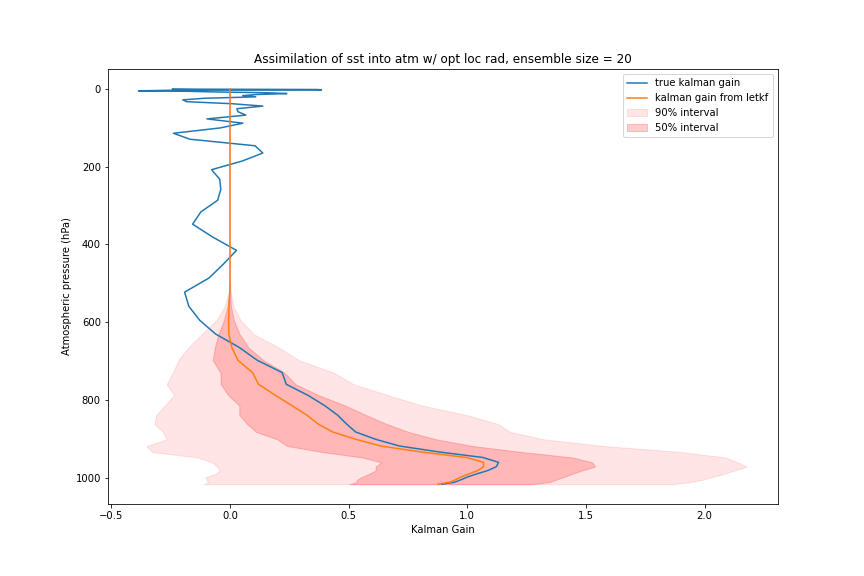 Assimilation of sst into atm w/ opt loc rad, ensemble size = 20
true kalman gain
kalman gain from letkf
90% interval
50% interval
Atmospheric pressure (hPa)
0
200
400
600
800
1000
−0.5 0.0 0.5 1.0 1.5 2.0
Kalman Gain